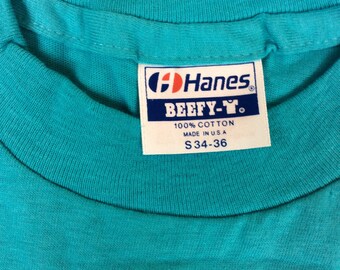 Hanes®
BEEFY-T®
100% COTTON
MADE IN U.S.A
S 34-36